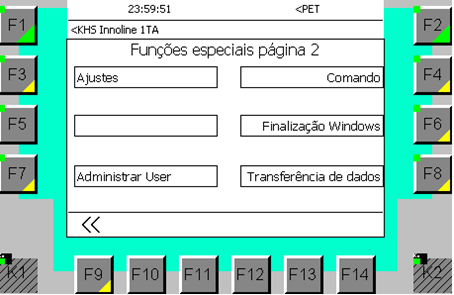 23:59:51 <PET
F1 <KHS Innoline 1TA F2
Funções especiais página 2
F3 Ajustes Comando F4
F5 Finalização Windows F6
F7 Administrar User Transferência de dados F8
<<
K1 F9 F10 F11 F12 F13 F14 K2